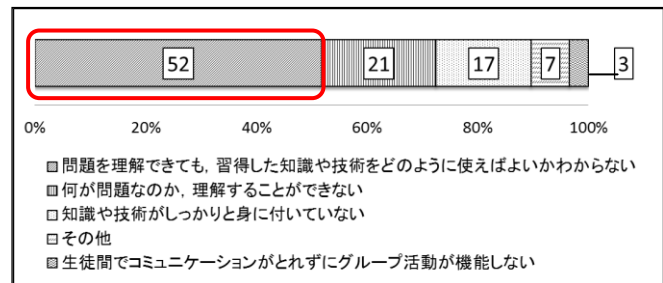 52 21 17 7 3
0% 20% 40% 60% 80% 100%
問題を理解できても，習得した知識や技術をどのように使えばよいかわからない
何が問題なのか，理解することができない
知識や技術がしっかりと身に付いていない
その他
生徒間でコミュニケーションがとれずにグループ活動が機能しない